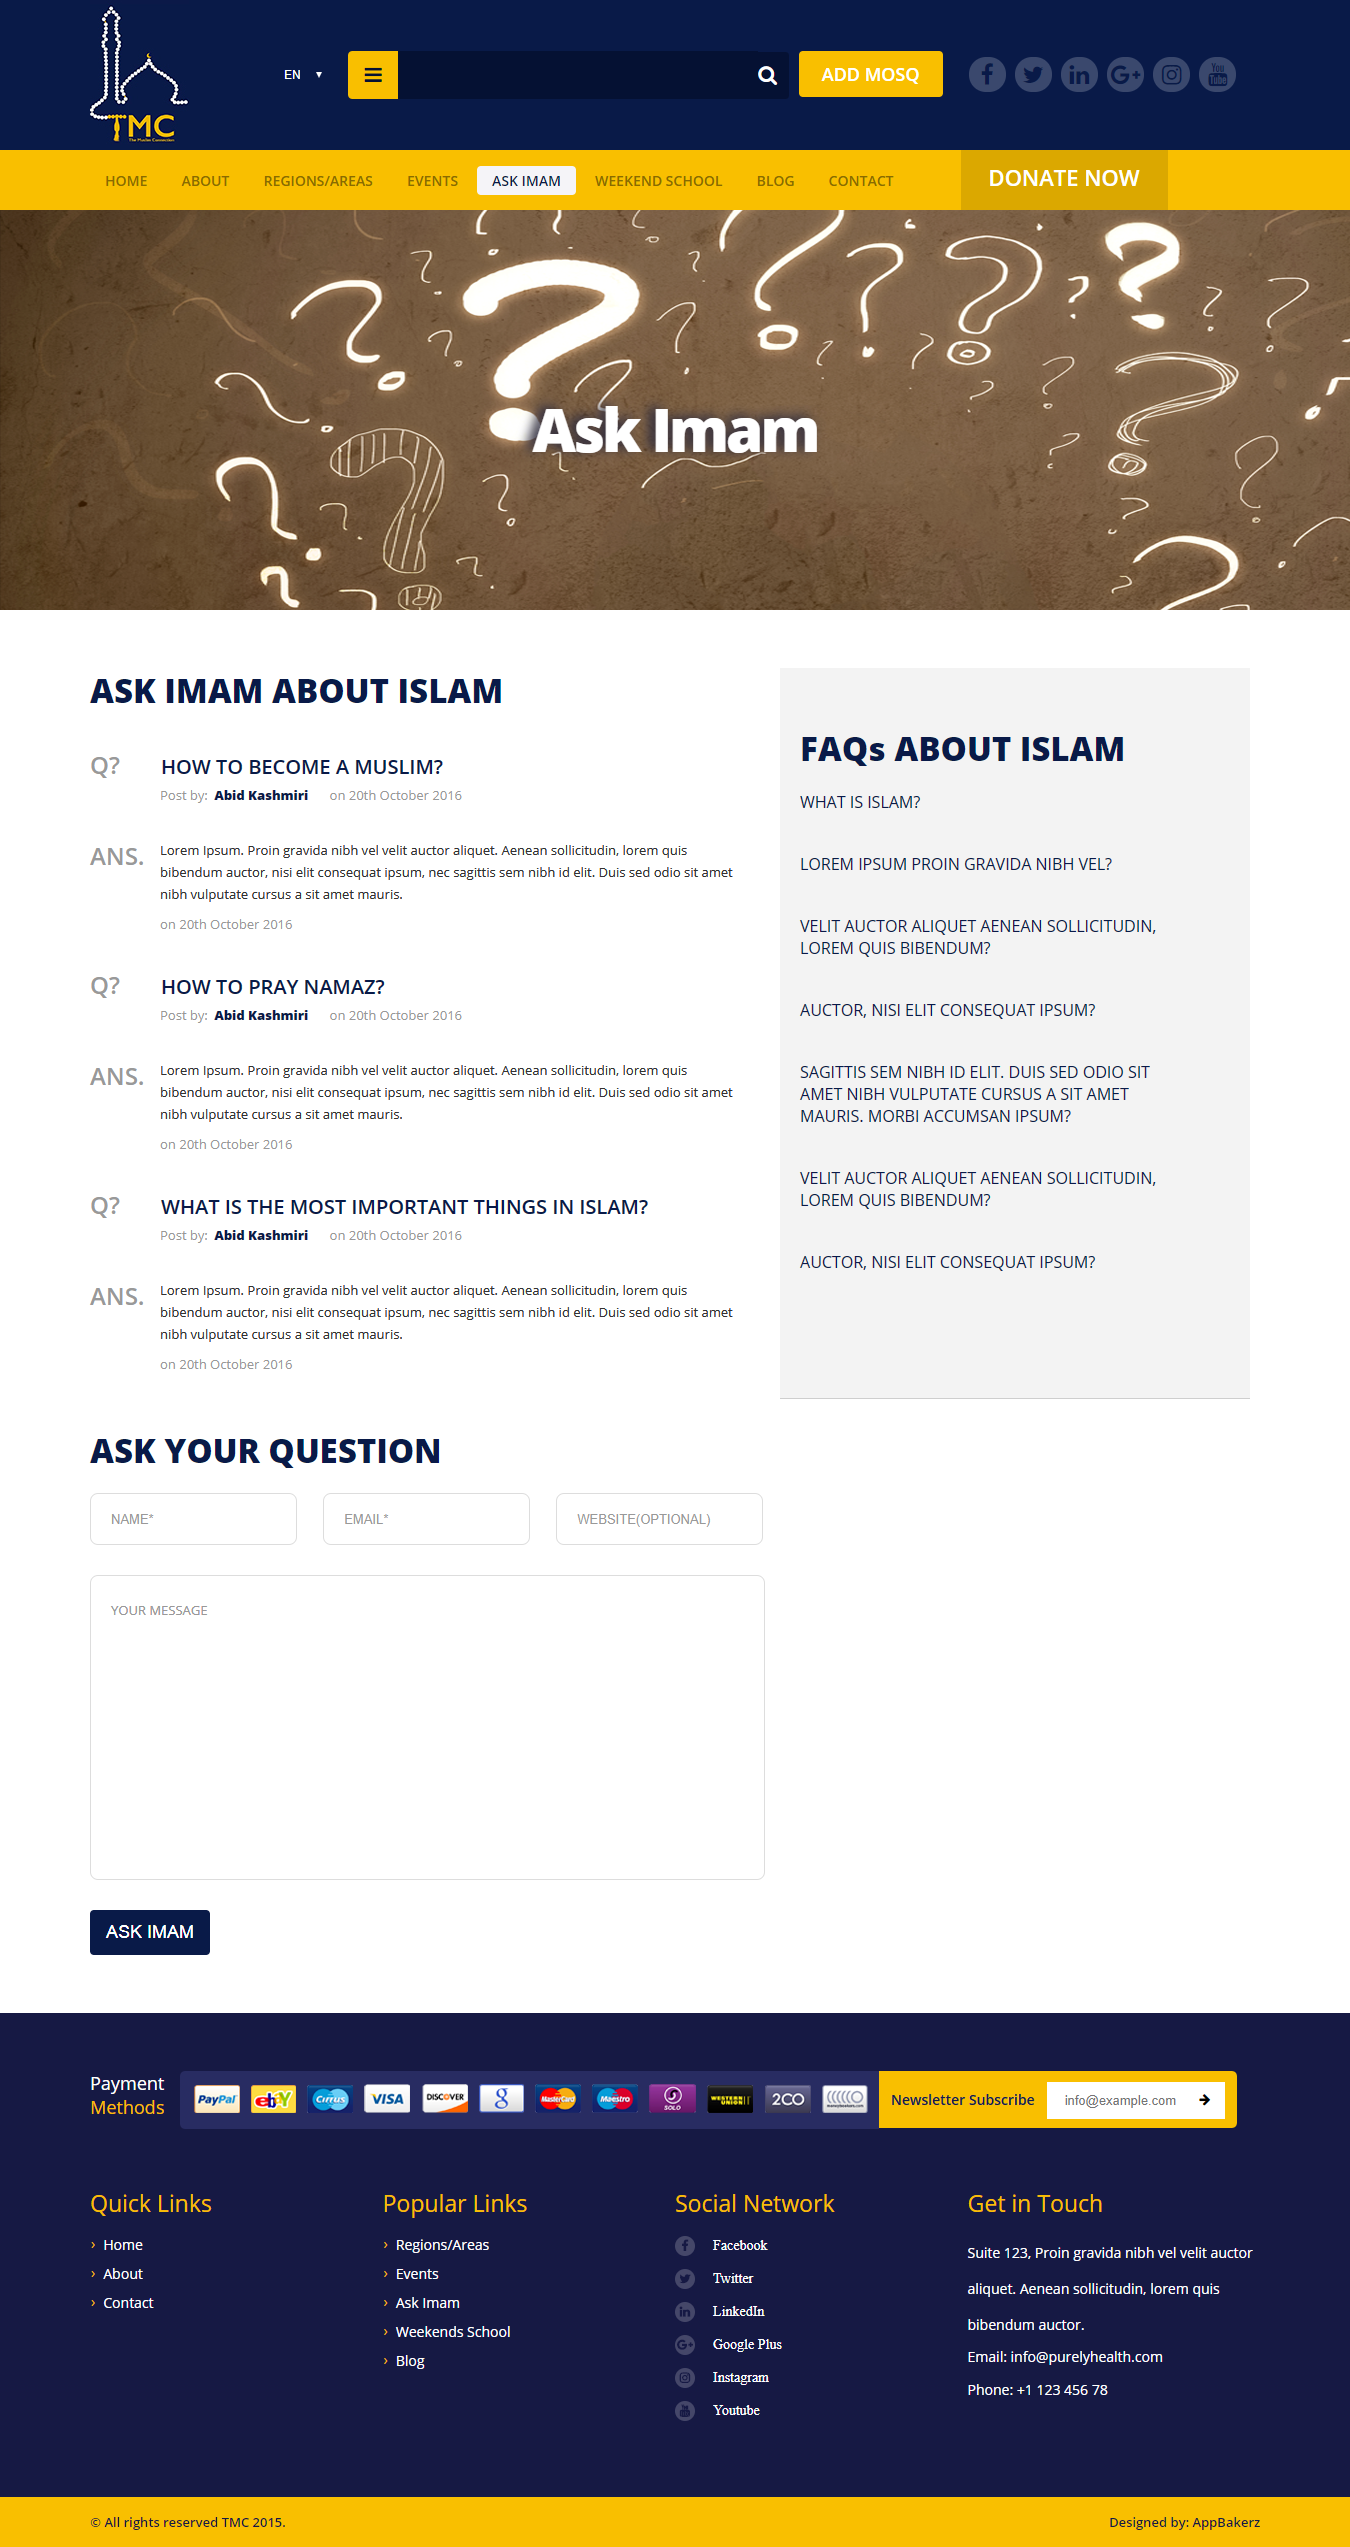 TMC
EN
ADD MOSQ
You
Tube
HOME ABOUT REGIONS/AREAS EVENTS ASK IMAM WEEKEND SCHOOL BLOG CONTACT
DONATE NOW
Ask Imam
ASK IMAM ABOUT ISLAM
Q? HOW TO BECOME A MUSLIM?
Post by: Abid Kashmiri on 20th October 2016
ANS. Lorem Ipsum. Proin gravida nibh vel velit auctor aliquet. Aenean sollicitudin, lorem quis
bibendum auctor, nisi elit consequat ipsum, nec sagittis sem nibh id elit. Duis sed odio sit amet
nibh vulputate cursus a sit amet mauris.
on 20th October 2016
Q? HOW TO PRAY NAMAZ?
Post by: Abid Kashmiri on 20th October 2016
ANS. Lorem Ipsum. Proin gravida nibh vel velit auctor aliquet. Aenean sollicitudin, lorem quis
bibendum auctor, nisi elit consequat ipsum, nec sagittis sem nibh id elit. Duis sed odio sit amet
nibh vulputate cursus a sit amet mauris.
on 20th October 2016
Q? WHAT IS THE MOST IMPORTANT THINGS IN ISLAM?
Post by: Abid Kashmiri on 20th October 2016
ANS. Lorem Ipsum. Proin gravida nibh vel velit auctor aliquet. Aenean sollicitudin, lorem quis
bibendum auctor, nisi elit consequat ipsum, nec sagittis sem nibh id elit. Duis sed odio sit amet
nibh vulputate cursus a sit amet mauris.
on 20th October 2016
FAQs ABOUT ISLAM
WHAT IS ISLAM?
LOREM IPSUM PROIN GRAVIDA NIBH VEL?
VELIT AUCTOR ALIQUET AENEAN SOLLICITUDIN,
LOREM QUIS BIBENDUM?
AUCTOR, NISI ELIT CONSEQUAT IPSUM?
SAGITTIS SEM NIBH ID ELIT. DUIS SED ODIO SIT
AMET NIBH VULPUTATE CURSUS A SIT AMET
MAURIS. MORBI ACCUMSAN IPSUM?
VELIT AUCTOR ALIQUET AENEAN SOLLICITUDIN,
LOREM QUIS BIBENDUM?
AUCTOR, NISI ELIT CONSEQUAT IPSUM?
ASK YOUR QUESTION
NAME* EMAIL* WEBSITE(OPTIONAL)
YOUR MESSAGE
ASK IMAM
Payment
Methods
PayPal ebY Cirrus VISA DISCOVER g MasterCard Maestro SOLO WESTERN UNION 2CO
Newsletter Subscribe info@example.com
Quick Links
Home
About
Contact
Popular Links
Regions/Areas
Events
Ask Imam
Weekends School
Blog
Social Network
Facebook
Twitter
LinkedIn
Google Plus
Instagram
Youtube
Get in Touch
Suite 123, Proin gravida nibh vel velit auctor
aliquet. Aenean sollicitudin, lorem quis
bibendum auctor.
Email: info@purelyhealth.com
Phone: +1 123 456 78
© All rights reserved TMC 2015.
Designed by: AppBakerz